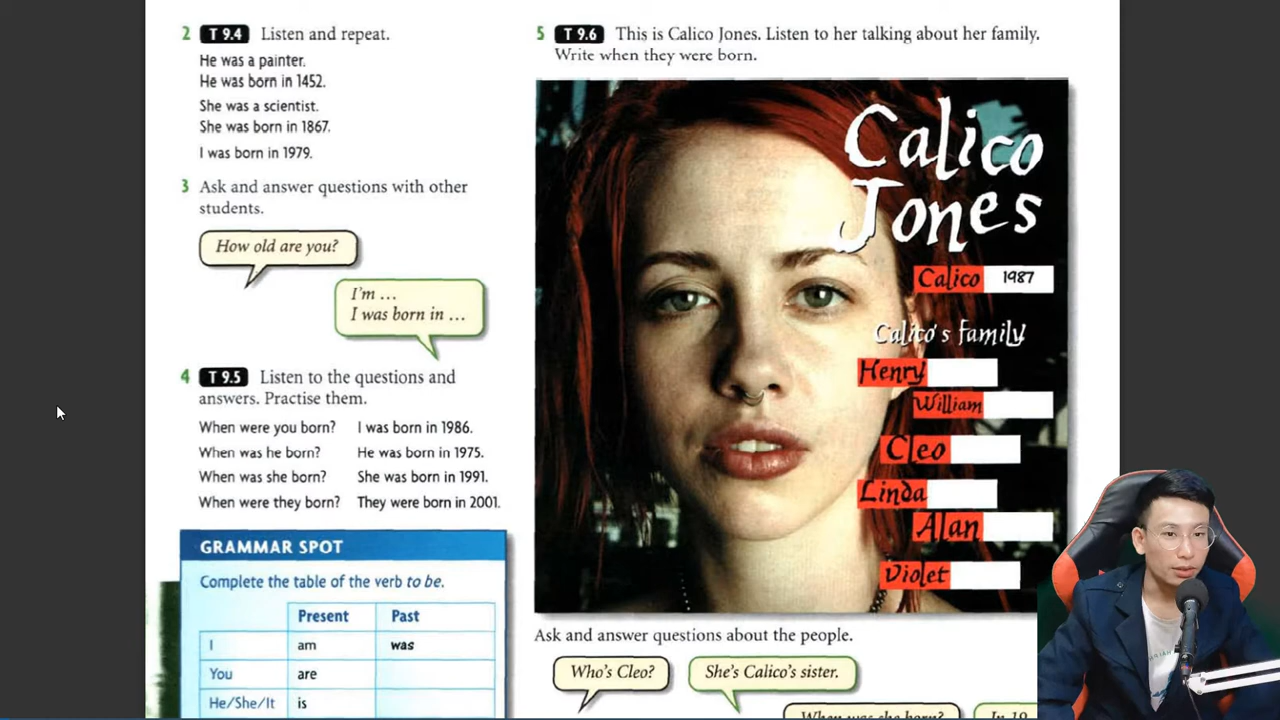 2 T 9.4 Listen and repeat.
He was a painter.
He was born in 1452.
She was a scientist.
She was born in 1867.
I was born in 1979.
3 Ask and answer questions with other
students.
How old are you?
I'm ...
I was born in ...
4 T 9.5 Listen to the questions and
answers. Practise them.
When were you born? I was born in 1986.
When was he born? He was born in 1975.
When was she born? She was born in 1991.
When were they born? They were born in 2001.
GRAMMAR SPOT
Complete the table of the verb to be.
Present Past
I am was
You are
He/She/It is
5 T 9.6 This is Calico Jones. Listen to her talking about her family.
Write when they were born.
Calico
Jones
Calico 1987
Calico's family
Henry
William
Cleo
Linda
Alan
Violet
Ask and answer questions about the people.
Who's Cleo?
She's Calico's sister.
When was she born?
In 19